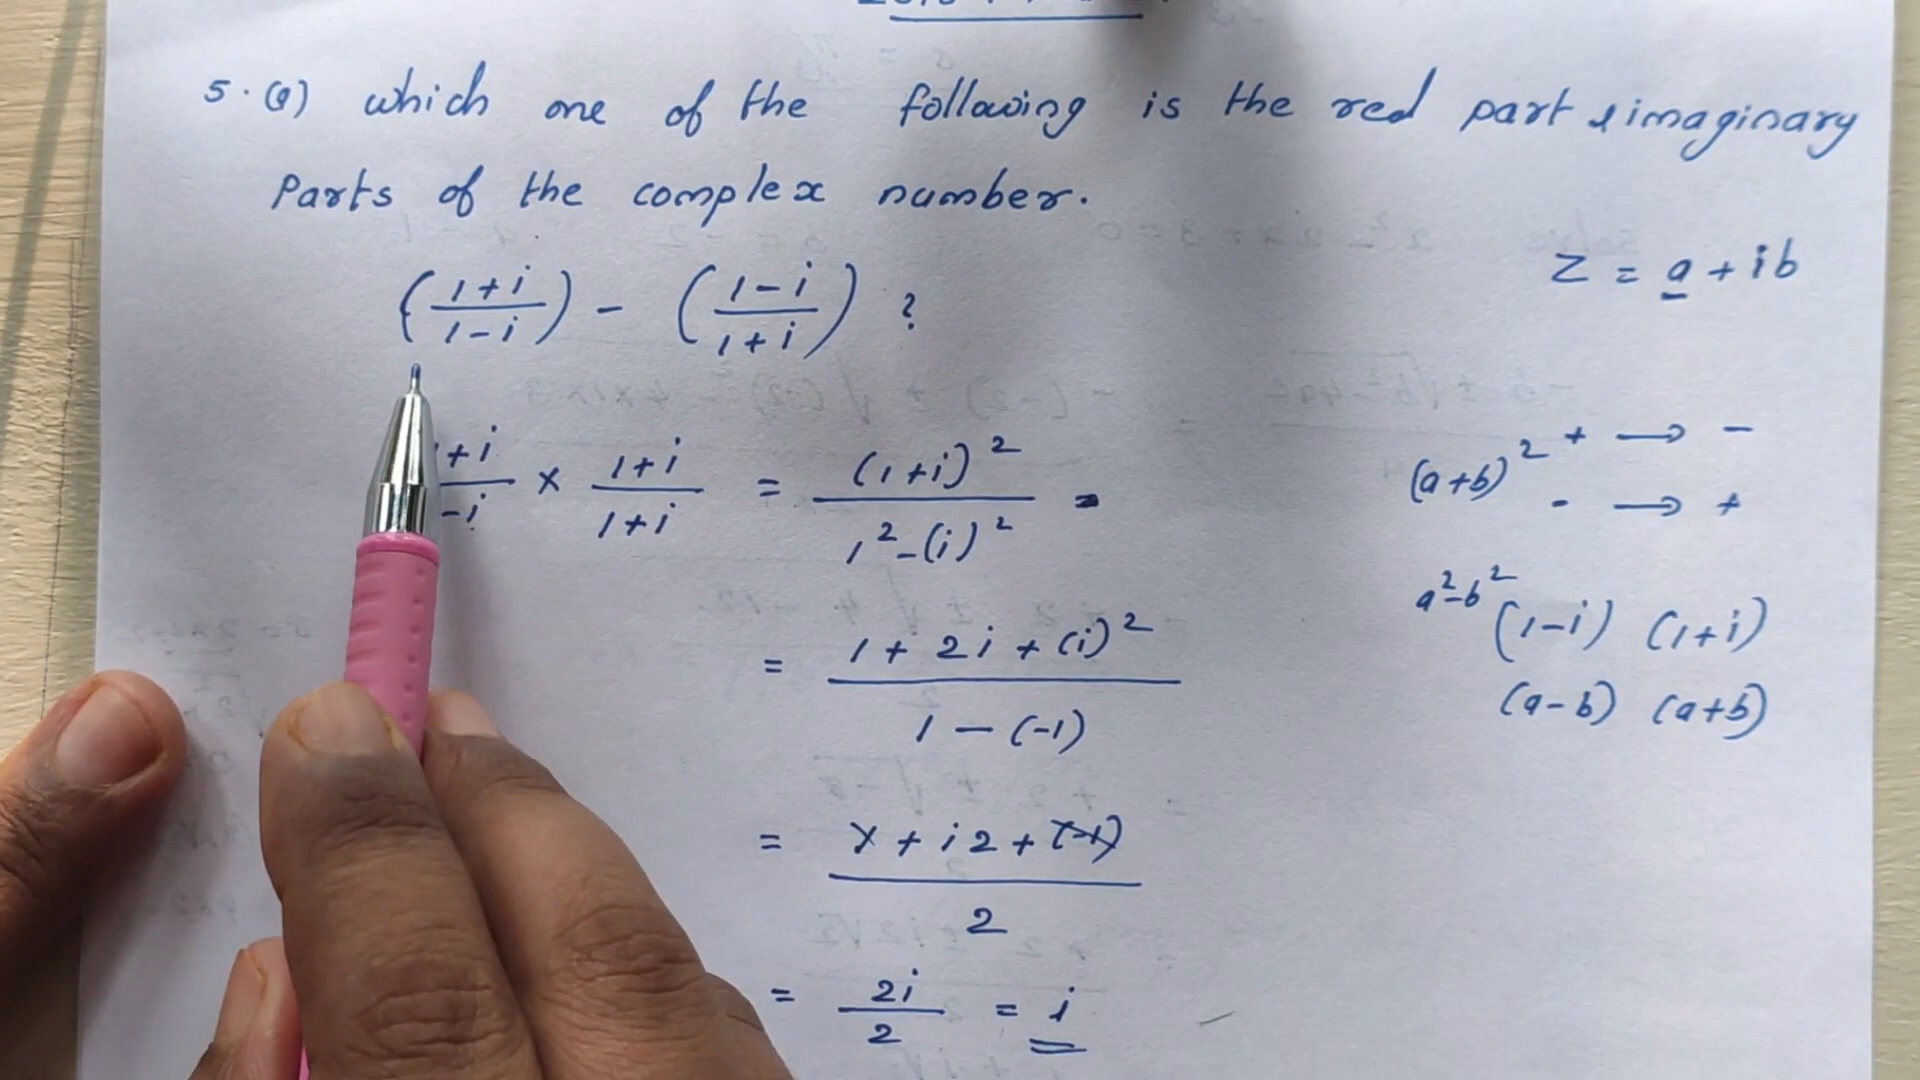 5. (a) which one of the following is the red part & imaginary
parts of the complex number.
(1+i / 1-i) - (1-i / 1+i) ?
z = a + ib
+i / -i × 1+i / 1+i = (1+i)² / 1² - (i)² =
(a+b)² + → -
- → +
= 1 + 2i + (i)² / 1 - (-1)
a² - b²
(1-i) (1+i)
(a-b) (a+b)
= 1 + i2 + (-1) / 2
= 2i / 2 = i